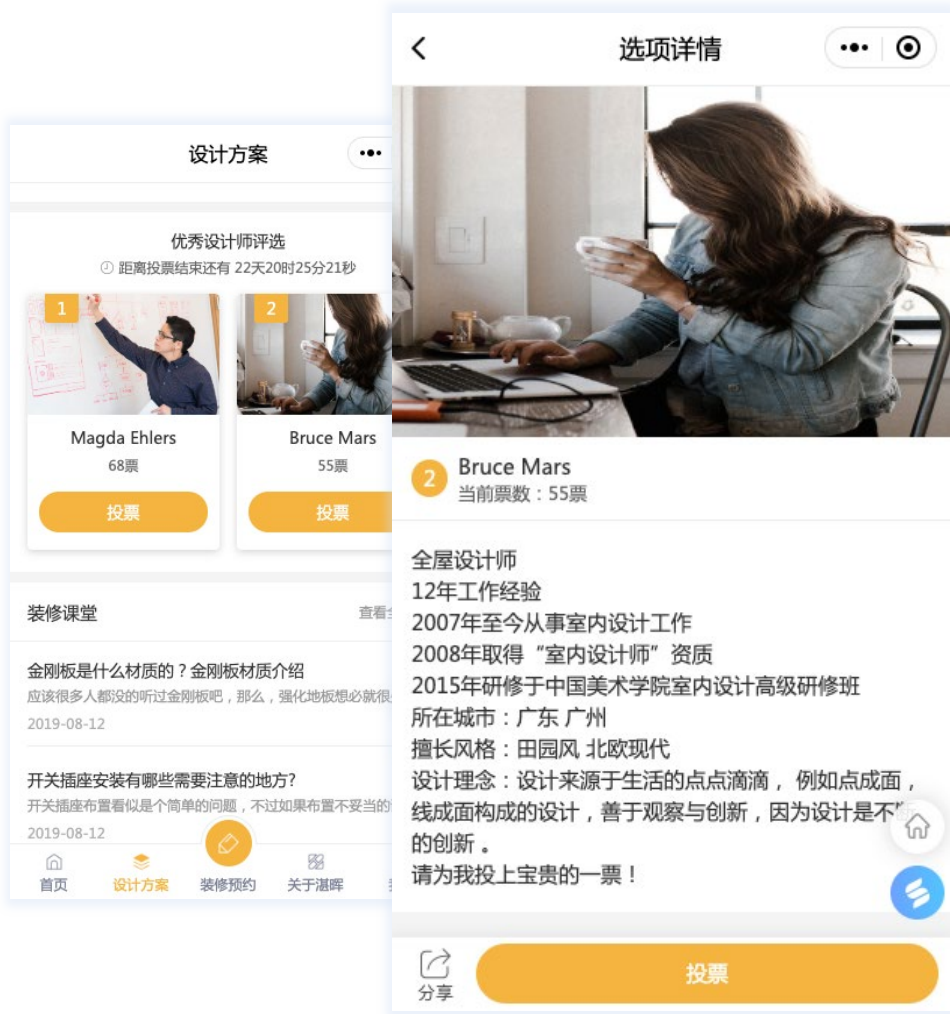 设计方案
优秀设计师评选
距离投票结束还有 22天20时25分21秒
1
2
Magda Ehlers
Bruce Mars
68票
55票
投票
投票
装修课堂
查看
金刚板是什么材质的？金刚板材质介绍
应该很多人都没的听过金刚板吧，那么，强化地板想必就很
2019-08-12
开关插座安装有哪些需要注意的地方?
开关插座布置看似是个简单的问题，不过如果布置不妥当的
2019-08-12
首页
设计方案
装修预约
关于湛晖
选项详情
2
Bruce Mars
当前票数：55票
全屋设计师
12年工作经验
2007年至今从事室内设计工作
2008年取得“室内设计师”资质
2015年研修于中国美术学院室内设计高级研修班
所在城市：广东 广州
擅长风格：田园风 北欧现代
设计理念：设计来源于生活的点点滴滴， 例如点成面，
线成面构成的设计，善于观察与创新，因为设计是不断
的创新 。
请为我投上宝贵的一票！
分享
投票